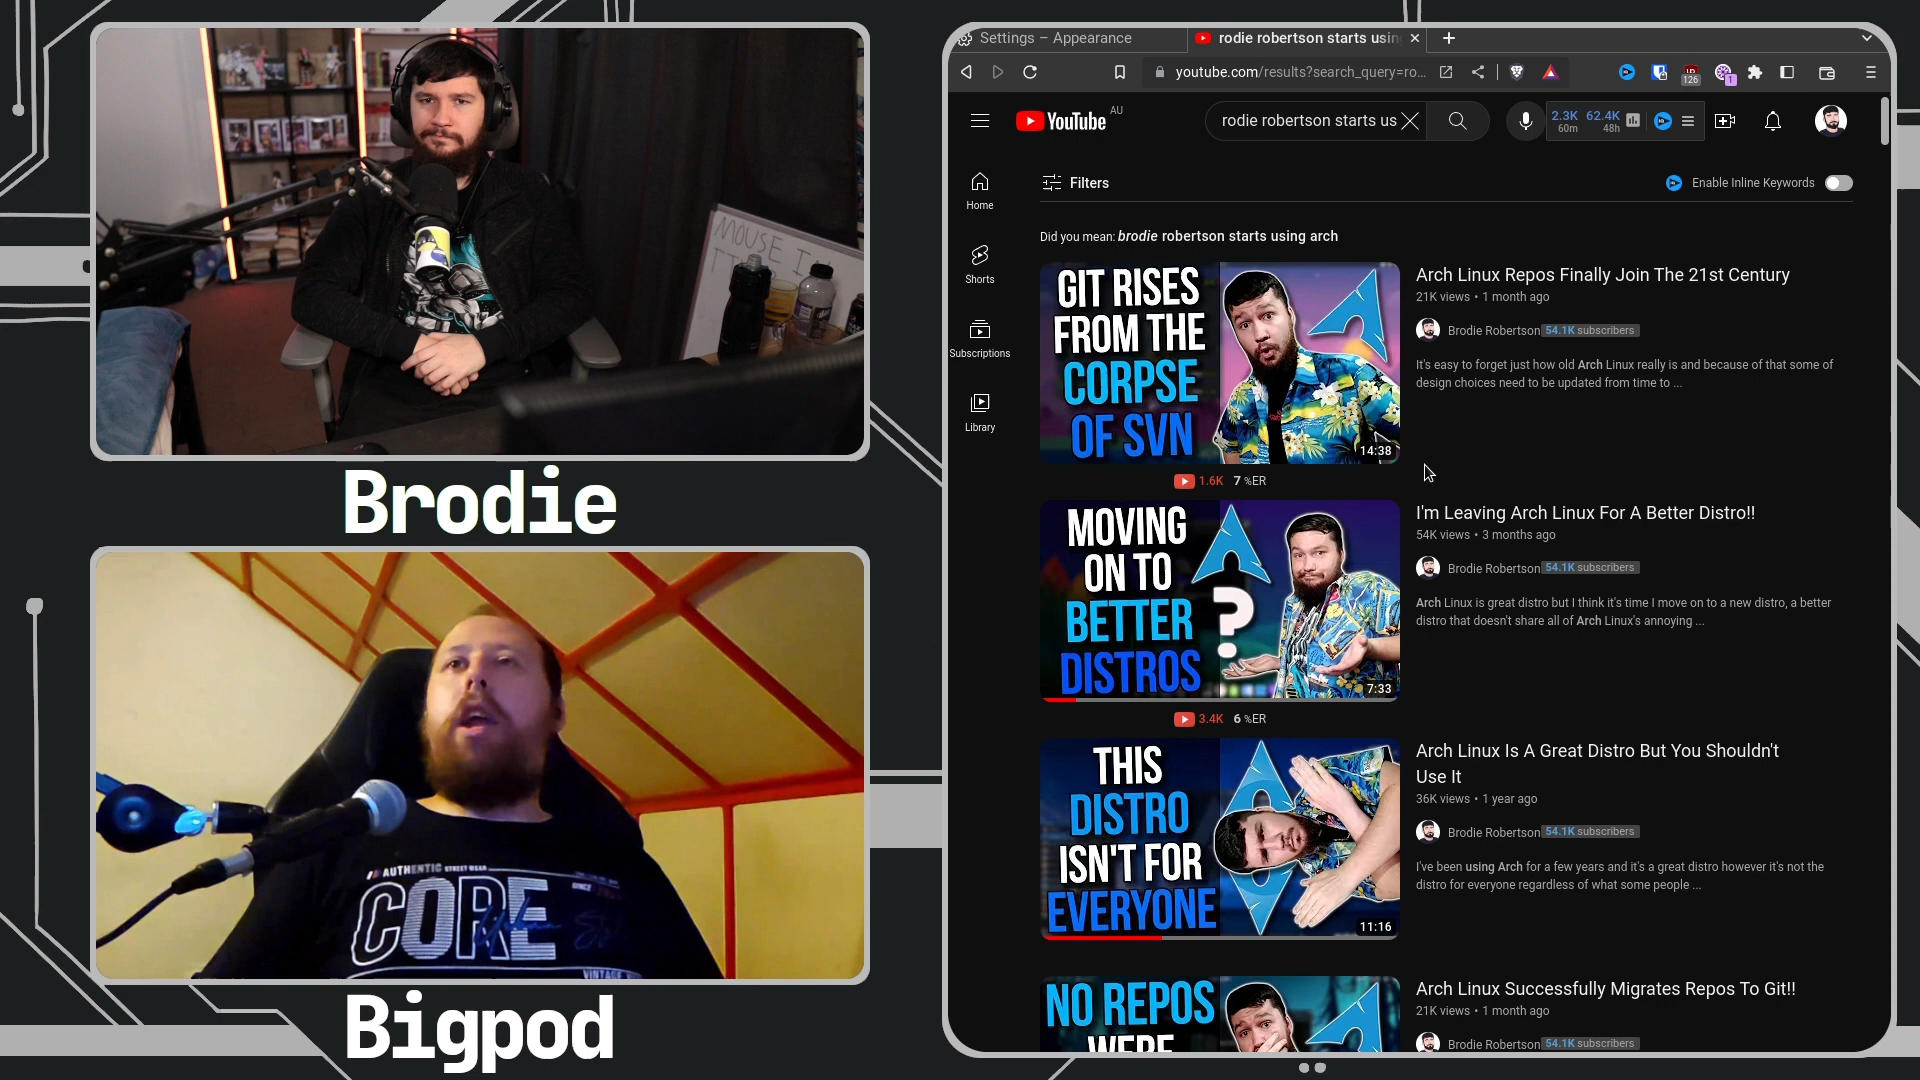 MOUSE I
Brodie
AUTHENTIC STREET WEAR
SINCE
CORE
VINTAGE
Bigpod
Settings – Appearance
rodie robertson starts usin
youtube.com/results?search_query=ro...
126
1
YouTube
AU
rodie robertson starts us
2.3K 62.4K
60m 48h
Home
Shorts
Subscriptions
Library
Filters
Enable Inline Keywords
Did you mean: brodie robertson starts using arch
GIT RISES
FROM THE
CORPSE
OF SVN
14:38
1.6K 7 %ER
Arch Linux Repos Finally Join The 21st Century
21K views • 1 month ago
Brodie Robertson 54.1K subscribers
It's easy to forget just how old Arch Linux really is and because of that some of
design choices need to be updated from time to ...
MOVING
ON TO
BETTER
DISTROS
?
7:33
3.4K 6 %ER
I'm Leaving Arch Linux For A Better Distro!!
54K views • 3 months ago
Brodie Robertson 54.1K subscribers
Arch Linux is great distro but I think it's time I move on to a new distro, a better
distro that doesn't share all of Arch Linux's annoying ...
THIS
DISTRO
ISN'T FOR
EVERYONE
11:16
Arch Linux Is A Great Distro But You Shouldn't
Use It
36K views • 1 year ago
Brodie Robertson 54.1K subscribers
I've been using Arch for a few years and it's a great distro however it's not the
distro for everyone regardless of what some people ...
NO REPOS
WERE
Arch Linux Successfully Migrates Repos To Git!!
21K views • 1 month ago
Brodie Robertson 54.1K subscribers